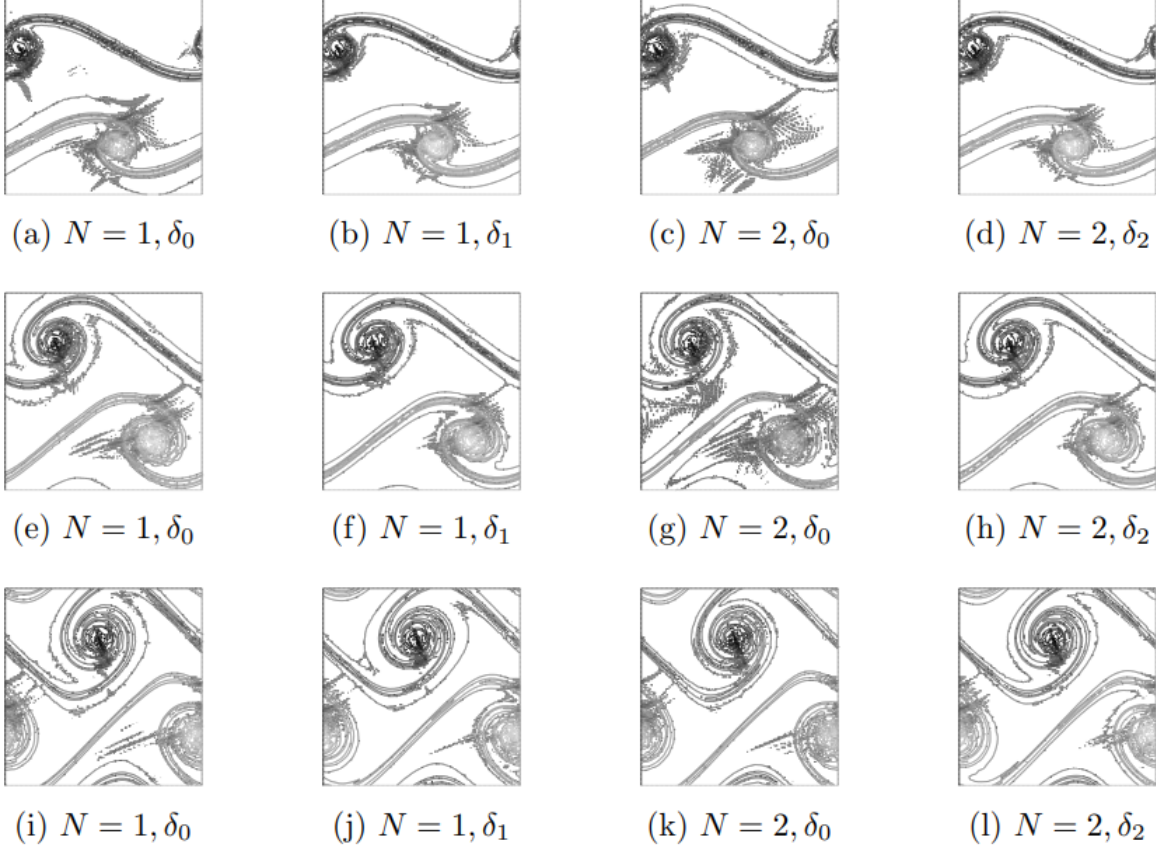 (a) N = 1, δ0 (b) N = 1, δ1 (c) N = 2, δ0 (d) N = 2, δ2
(e) N = 1, δ0 (f) N = 1, δ1 (g) N = 2, δ0 (h) N = 2, δ2
(i) N = 1, δ0 (j) N = 1, δ1 (k) N = 2, δ0 (l) N = 2, δ2